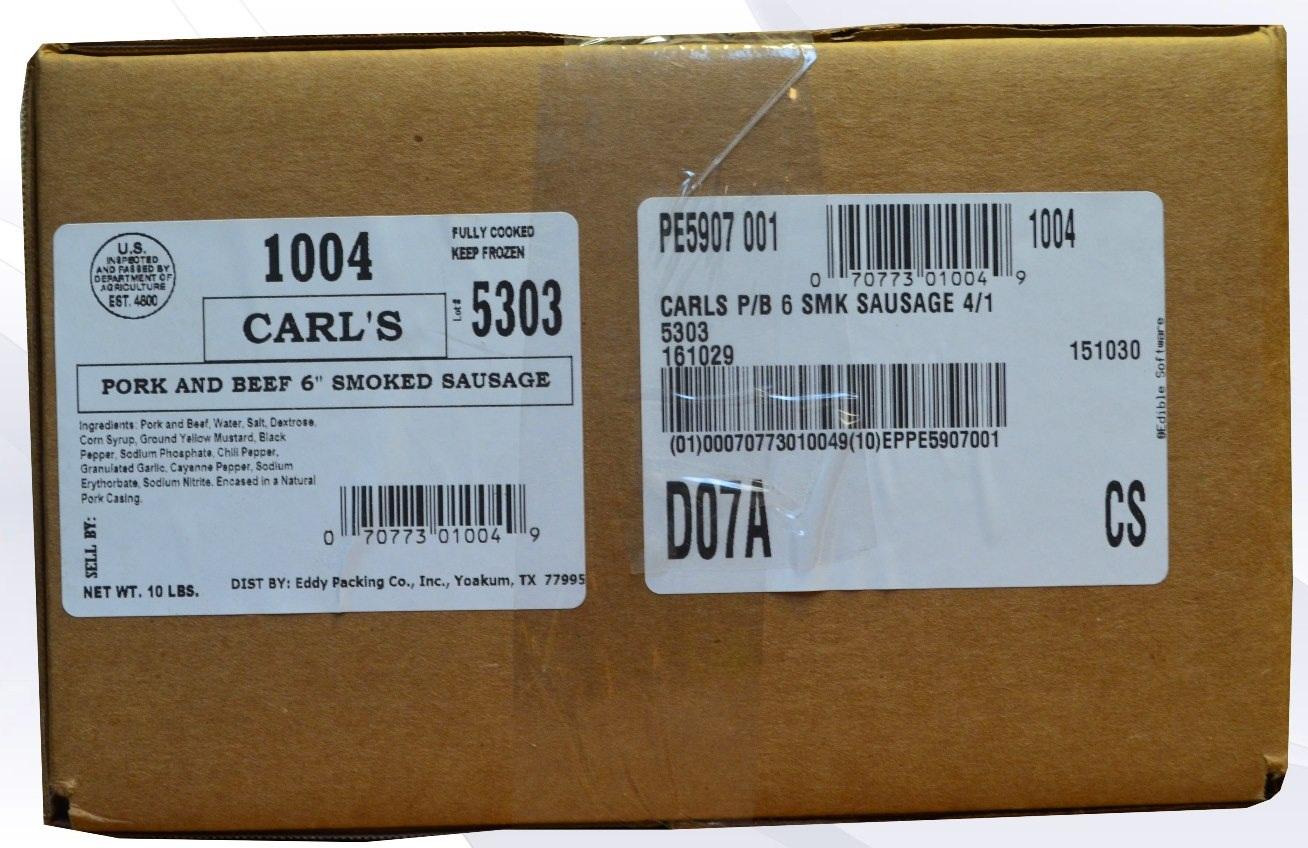 U.S.
INSPECTED
AND PASSED BY
DEPARTMENT OF
AGRICULTURE
EST. 4800
1004
FULLY COOKED
KEEP FROZEN
CARL'S
Lot# 5303
PORK AND BEEF 6" SMOKED SAUSAGE
Ingredients: Pork and Beef, Water, Salt, Dextrose,
Corn Syrup, Ground Yellow Mustard, Black
Pepper, Sodium Phosphate, Chili Pepper,
Granulated Garlic, Cayenne Pepper, Sodium
Erythorbate, Sodium Nitrite, Encased in a Natural
Pork Casing.
SELL BY:
0 70773 01004 9
NET WT. 10 LBS.
DIST BY: Eddy Packing Co., Inc., Yoakum, TX 77995
PE5907 001
1004
0 70773 01004 9
CARLS P/B 6 SMK SAUSAGE 4/1
5303
161029
151030
(01)00070773010049(10)EPPE5907001
D07A
CS
@Edible Software